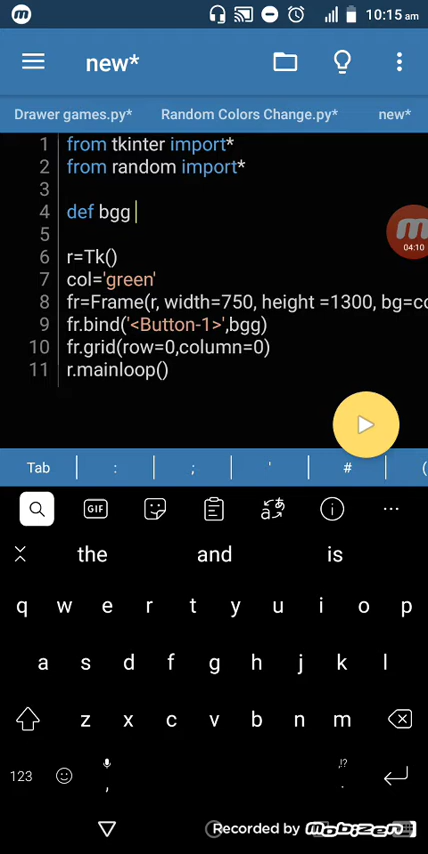 10:15 am
new*
Drawer games.py* Random Colors Change.py* new*
1 from tkinter import*
2 from random import*
3
4 def bgg
5
6 r=Tk()
7 col='green'
8 fr=Frame(r, width=750, height =1300, bg=co
9 fr.bind('<Button-1>',bgg)
10 fr.grid(row=0,column=0)
11 r.mainloop()
04:10
Tab : ; ' # (
GIF
the and is
q w e r t y u i o p
a s d f g h j k l
z x c v b n m
123 , ,!? .
Recorded by mobizen